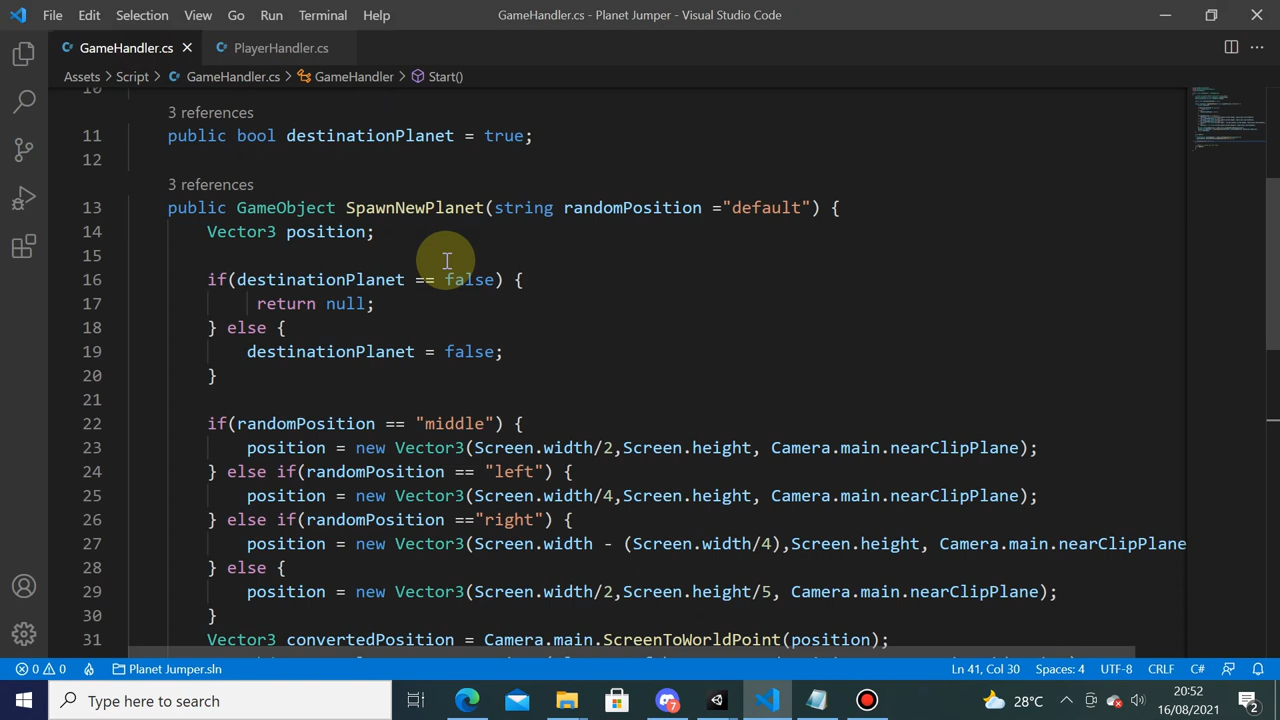 File Edit Selection View Go Run Terminal Help GameHandler.cs - Planet Jumper - Visual Studio Code
GameHandler.cs PlayerHandler.cs
Assets > Script > GameHandler.cs > GameHandler > Start()
10
3 references
11 public bool destinationPlanet = true;
12
3 references
13 public GameObject SpawnNewPlanet(string randomPosition ="default") {
14 Vector3 position;
15
16 if(destinationPlanet == false) {
17 return null;
18 } else {
19 destinationPlanet = false;
20 }
21
22 if(randomPosition == "middle") {
23 position = new Vector3(Screen.width/2,Screen.height, Camera.main.nearClipPlane);
24 } else if(randomPosition == "left") {
25 position = new Vector3(Screen.width/4,Screen.height, Camera.main.nearClipPlane);
26 } else if(randomPosition =="right") {
27 position = new Vector3(Screen.width - (Screen.width/4),Screen.height, Camera.main.nearClipPlane
28 } else {
29 position = new Vector3(Screen.width/2,Screen.height/5, Camera.main.nearClipPlane);
30 }
31 Vector3 convertedPosition = Camera.main.ScreenToWorldPoint(position);
0 0 Planet Jumper.sln Ln 41, Col 30 Spaces: 4 UTF-8 CRLF C#
Type here to search 7 28°C 20:52
16/08/2021 2